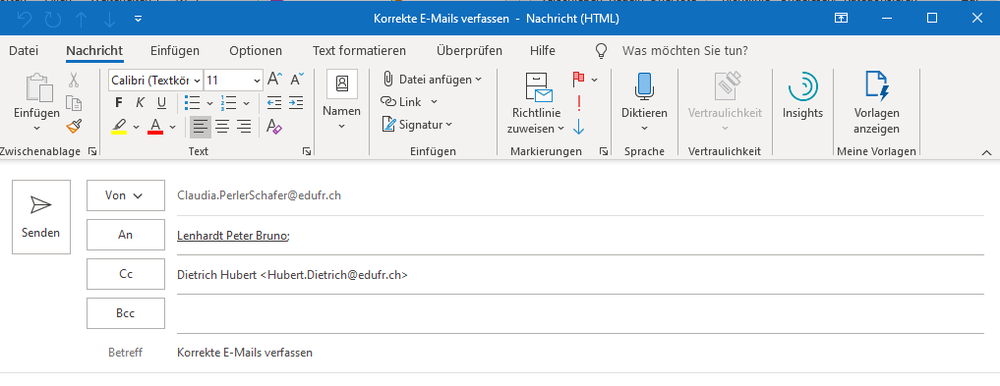 Korrekte E-Mails verfassen - Nachricht (HTML)
Datei Nachricht Einfügen Optionen Text formatieren Überprüfen Hilfe Was möchten Sie tun?
Calibri (Textkör 11
Datei anfügen
Link
Signatur
F K U
Einfügen
Namen
Richtlinie
zuweisen
Diktieren
Vertraulichkeit
Insights
Vorlagen
anzeigen
Zwischenablage Text Einfügen Markierungen Sprache Vertraulichkeit Meine Vorlagen
Senden
Von Claudia.PerlerSchafer@edufr.ch
An Lenhardt Peter Bruno;
Cc Dietrich Hubert <Hubert.Dietrich@edufr.ch>
Bcc
Betreff Korrekte E-Mails verfassen